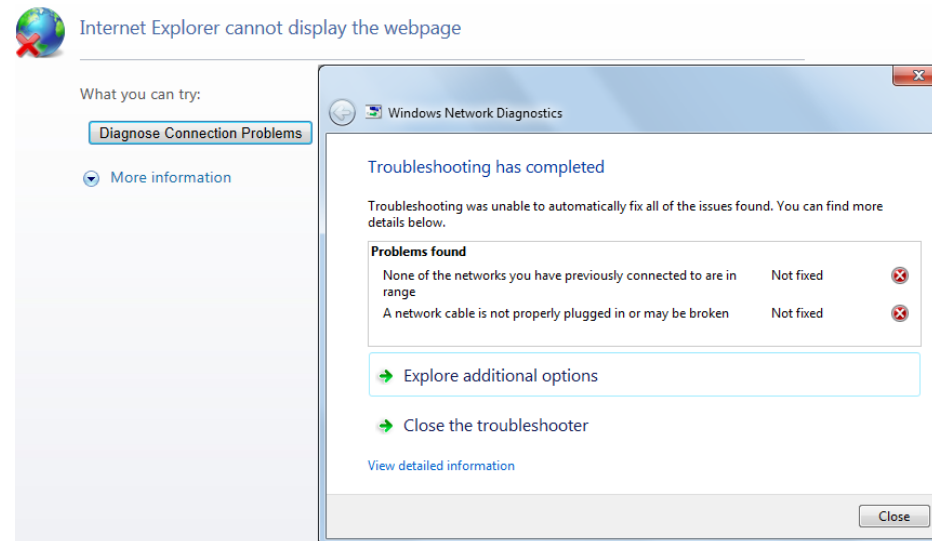 Internet Explorer cannot display the webpage
What you can try:
Diagnose Connection Problems
More information
Windows Network Diagnostics
Troubleshooting has completed
Troubleshooting was unable to automatically fix all of the issues found. You can find more
details below.
Problems found
None of the networks you have previously connected to are in Not fixed
range
A network cable is not properly plugged in or may be broken Not fixed
Explore additional options
Close the troubleshooter
View detailed information
Close